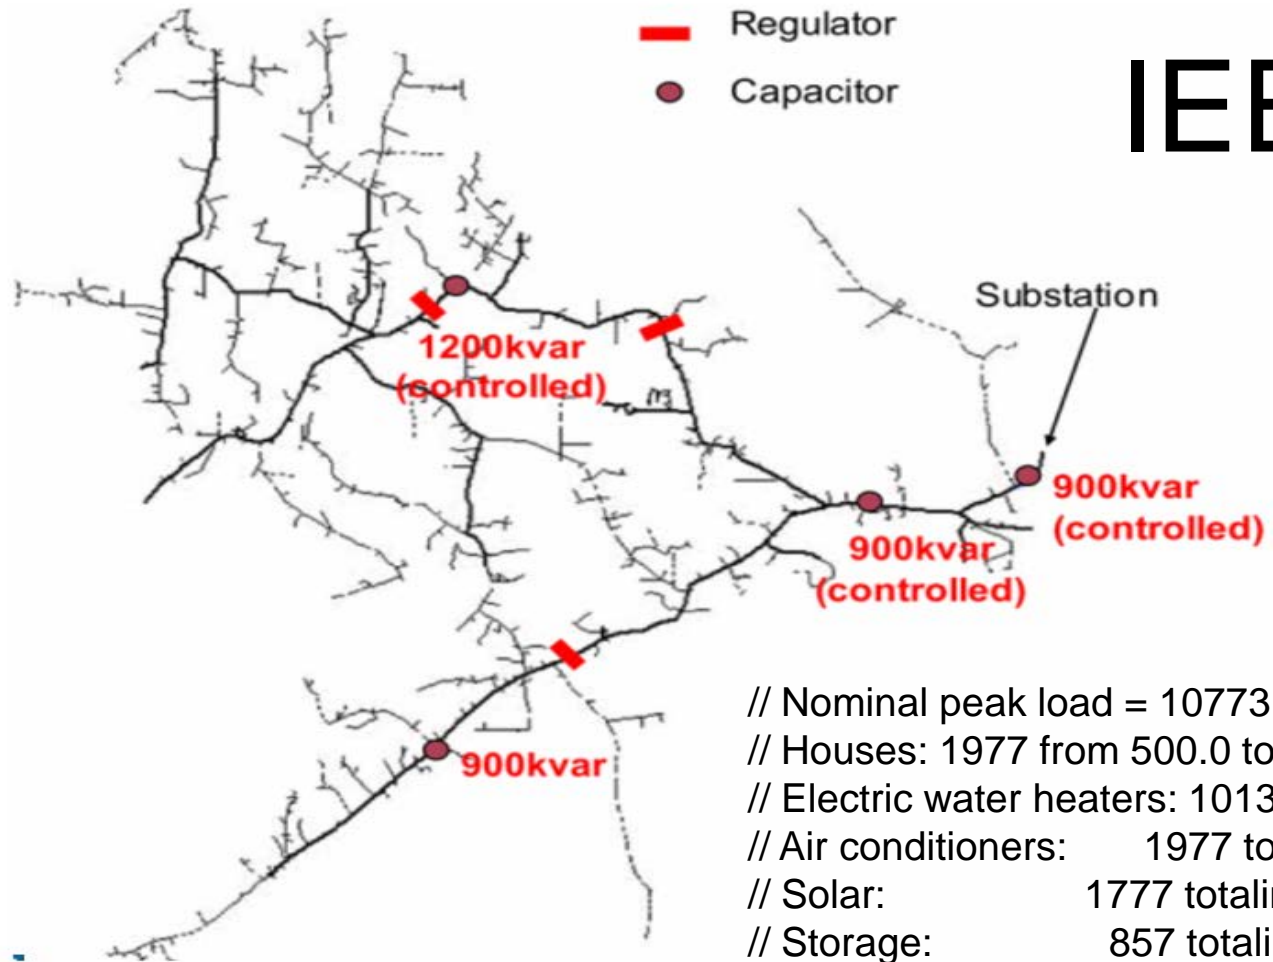 Regulator
Capacitor
IEE
Substation
1200kvar
(controlled)
900kvar
(controlled)
900kvar
(controlled)
900kvar
// Nominal peak load = 10773
// Houses: 1977 from 500.0 to
// Electric water heaters: 1013
// Air conditioners: 1977 to
// Solar: 1777 totali
// Storage: 857 totali